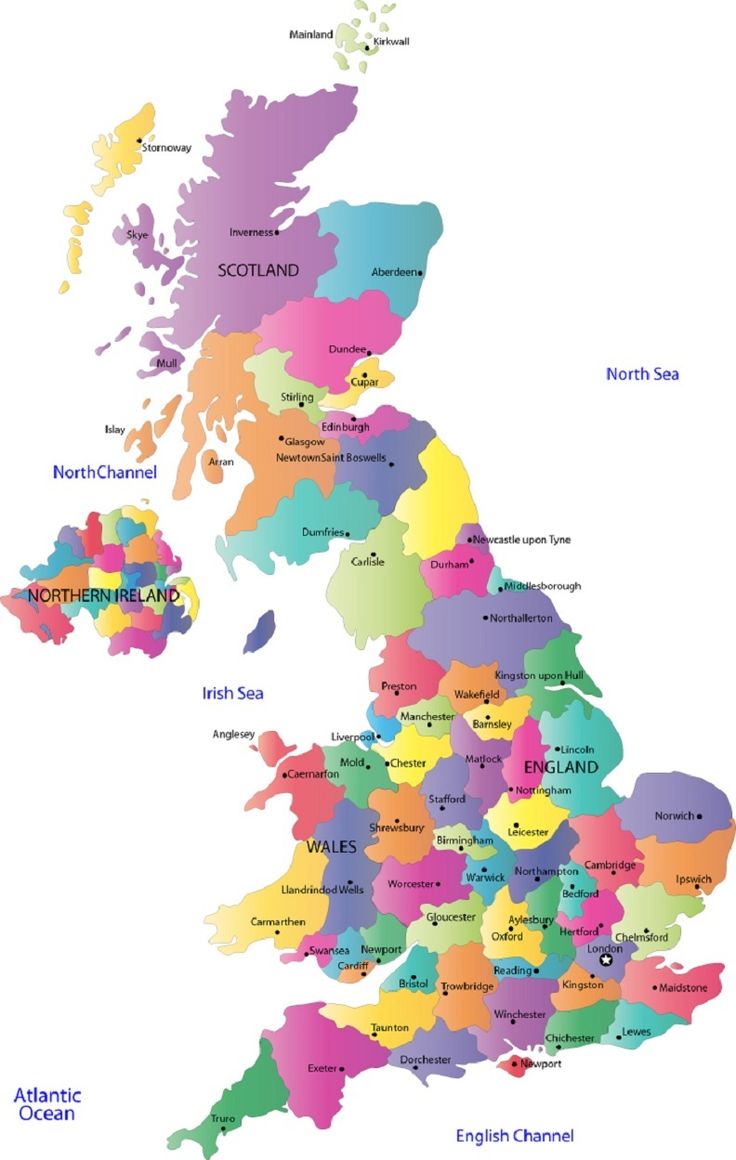 Mainland
Kirkwall
Stornoway
Skye
Inverness
SCOTLAND
Aberdeen
Mull
Dundee
Cupar
Stirling
Islay
Edinburgh
Glasgow
Arran
NewtownSaint Boswells
North Sea
NorthChannel
Dumfries
Newcastle upon Tyne
Carlisle
Durham
Middlesborough
NORTHERN IRELAND
Northallerton
Irish Sea
Preston
Kingston upon Hull
Wakefield
Manchester
Barnsley
Anglesey
Liverpool
Lincoln
Mold
Chester
Matlock
ENGLAND
Caernarfon
Nottingham
Stafford
Norwich
Shrewsbury
Leicester
WALES
Birmingham
Cambridge
Warwick
Northampton
Ipswich
Llandrindod Wells
Worcester
Bedford
Gloucester
Aylesbury
Carmarthen
Oxford
Hertford
Chelmsford
Swansea
Newport
London
Cardiff
Reading
Bristol
Trowbridge
Kingston
Maidstone
Winchester
Taunton
Chichester
Lewes
Dorchester
Exeter
Newport
Atlantic
Ocean
Truro
English Channel